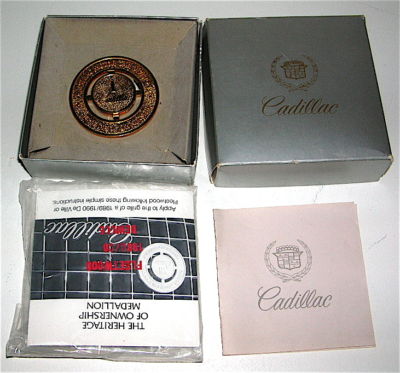 Cadillac
THE HERITAGE
OF OWNERSHIP
MEDALLION
Cadillac
Apply to the grille of a 1989/1990 De Ville or
Fleetwood following these simple instructions:
Cadillac